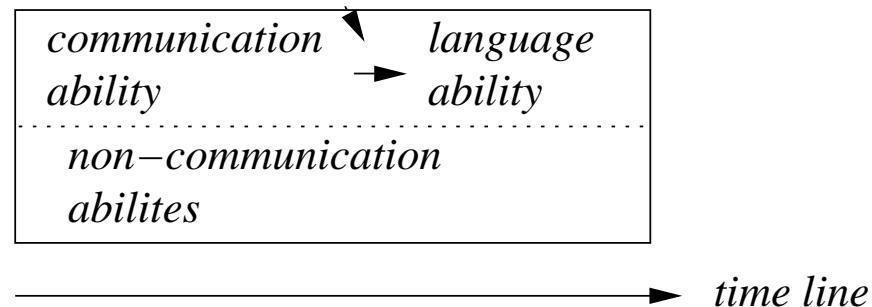 communication
ability
language
ability
non−communication
abilites
time line